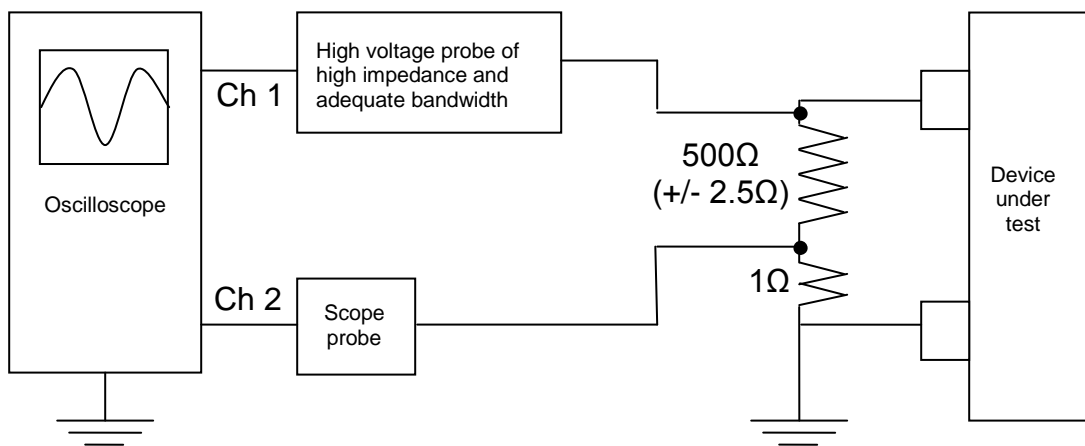 High voltage probe of
high impedance and
adequate bandwidth
Ch 1
500Ω
(+/- 2.5Ω)
Oscilloscope
Device
under
test
1Ω
Ch 2
Scope
probe